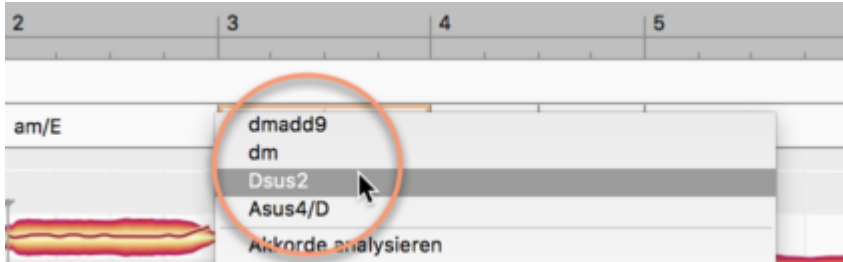 2 3 4 5
am/E
dmadd9
dm
Dsus2
Asus4/D
Akkorde analysieren